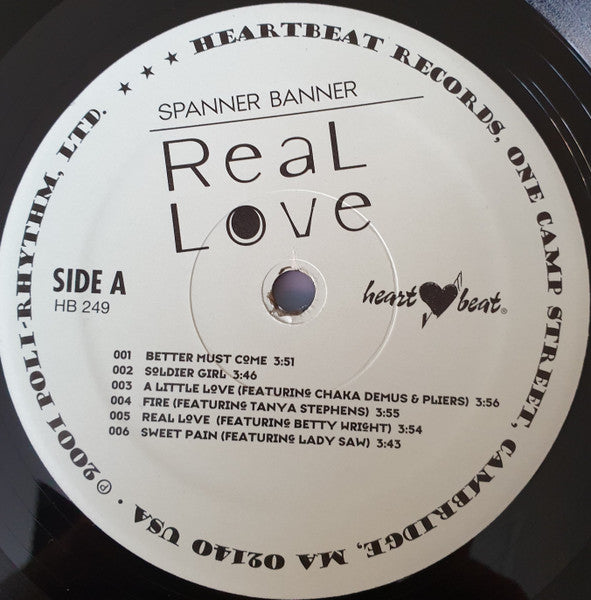 ★ ★ ★ HEARTBEAT RECORDS, ONE CAMP STREET, CAMBRIDGE, MA 02140 USA · ℗ 2001 POLI-RHYTHM, LTD.
SPANNER BANNER
ReaL
Love
SIDE A
HB 249
heart beat®
001 BETTER MUST COME 3:51
002 SOLDIER GIRL 3:46
003 A LITTLE LOVE (FEATURING CHAKA DEMUS & PLIERS) 3:56
004 FIRE (FEATURING TANYA STEPHENS) 3:55
005 REAL LOVE (FEATURING BETTY WRIGHT) 3:54
006 SWEET PAIN (FEATURING LADY SAW) 3:43